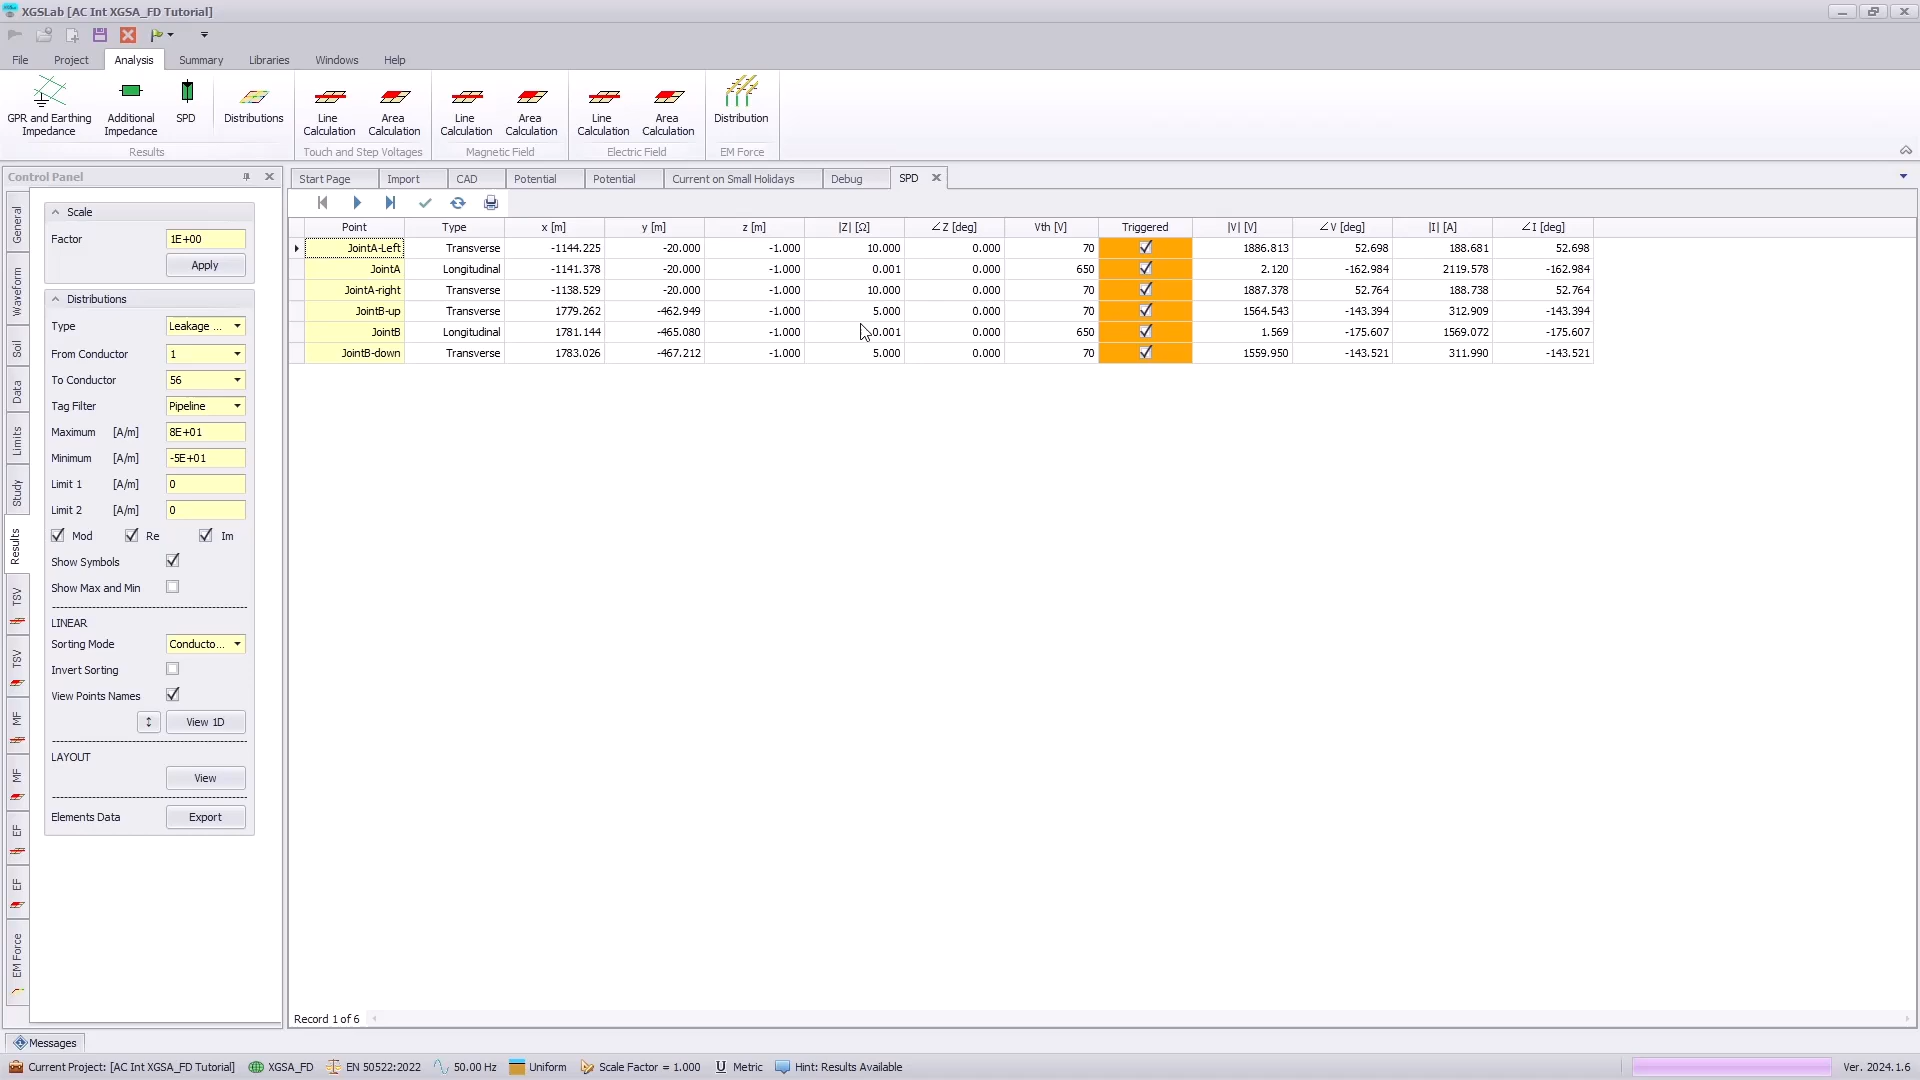 XGSLab [AC Int XGSA_FD Tutorial]
File Project Analysis Summary Libraries Windows Help
GPR and Earthing Impedance
Additional Impedance
SPD
Distributions
Results
Line Calculation
Area Calculation
Touch and Step Voltages
Line Calculation
Area Calculation
Magnetic Field
Line Calculation
Area Calculation
Electric Field
Distribution
EM Force
Control Panel
Start Page Import CAD Potential Potential Current on Small Holidays Debug SPD
General
Waveform
Soil
Data
Limits
Study
Results
TSV
TSV
MF
MF
EF
EF
EM Force
Scale
Factor 1E+00
Apply
Distributions
Type Leakage ...
From Conductor 1
To Conductor 56
Tag Filter Pipeline
Maximum [A/m] 8E+01
Minimum [A/m] -5E+01
Limit 1 [A/m] 0
Limit 2 [A/m] 0
Mod Re Im
Show Symbols
Show Max and Min
LINEAR
Sorting Mode Conducto...
Invert Sorting
View Points Names
View 1D
LAYOUT
View
Elements Data Export
Point Type x [m] y [m] z [m] |Z| [Ω] ∠Z [deg] Vth [V] Triggered |V| [V] ∠V [deg] |I| [A] ∠I [deg]
JointA-Left Transverse -1144.225 -20.000 -1.000 10.000 0.000 70 1886.813 52.698 188.681 52.698
JointA Longitudinal -1141.378 -20.000 -1.000 0.001 0.000 650 2.120 -162.984 2119.578 -162.984
JointA-right Transverse -1138.529 -20.000 -1.000 10.000 0.000 70 1887.378 52.764 188.738 52.764
JointB-up Transverse 1779.262 -462.949 -1.000 5.000 0.000 70 1564.543 -143.394 312.909 -143.394
JointB Longitudinal 1781.144 -465.080 -1.000 0.001 0.000 650 1.569 -175.607 1569.072 -175.607
JointB-down Transverse 1783.026 -467.212 -1.000 5.000 0.000 70 1559.950 -143.521 311.990 -143.521
Record 1 of 6
Messages
Current Project: [AC Int XGSA_FD Tutorial] XGSA_FD EN 50522:2022 50.00 Hz Uniform Scale Factor = 1.000 U Metric Hint: Results Available Ver. 2024.1.6